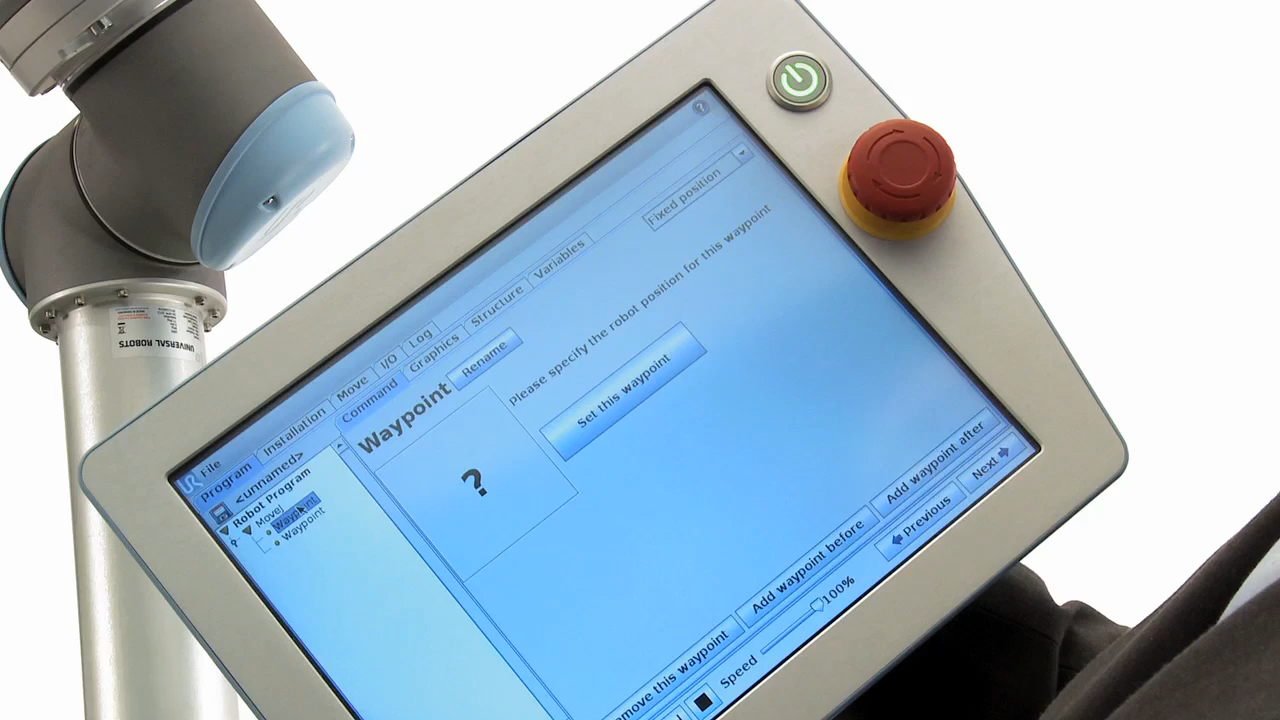 UNIVERSAL ROBOTS
UR
File
?
Program
Installation
Move
I/O
Log
<unnamed>
Command
Graphics
Structure
Variables
Robot Program
MoveJ
Waypoint
Waypoint
Waypoint
Rename
Fixed position
Please specify the robot position for this waypoint
?
Set this waypoint
Remove this waypoint
Add waypoint before
Add waypoint after
Speed
100%
Previous
Next